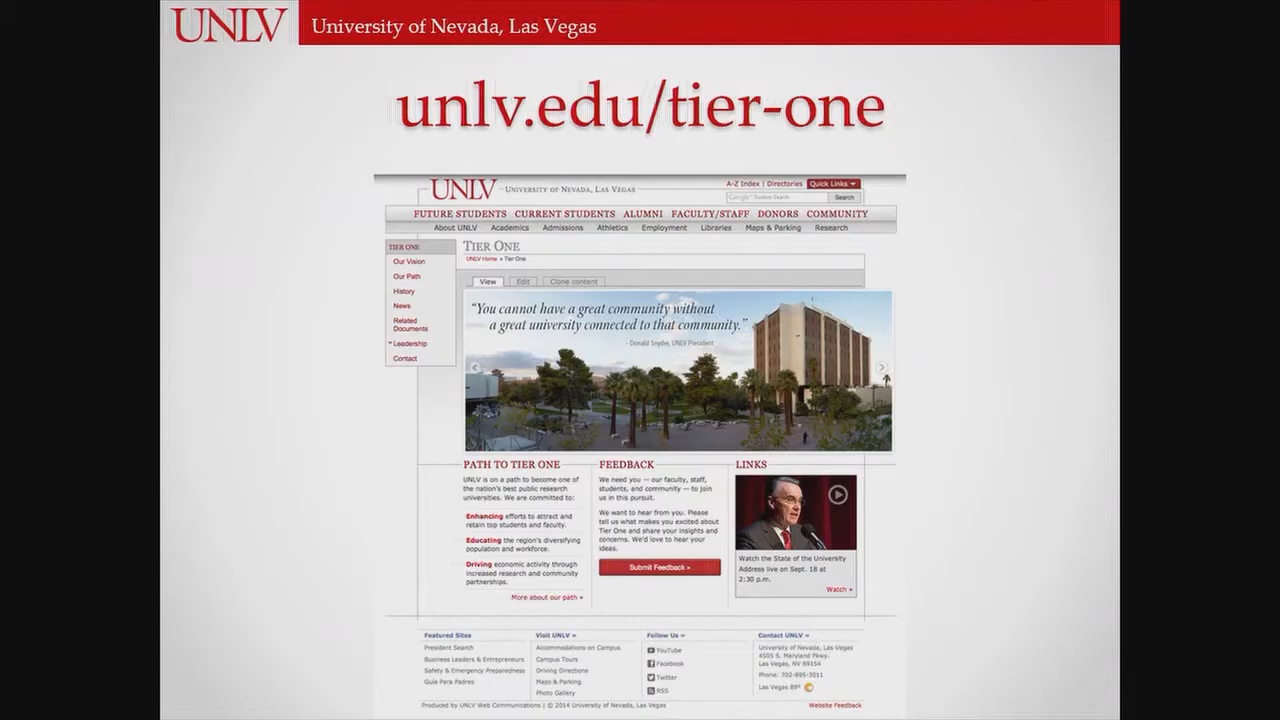 UNLV University of Nevada, Las Vegas
unlv.edu/tier-one
A-Z Index | Directories Quick Links
UNLV UNIVERSITY OF NEVADA, LAS VEGAS
Google™ Custom Search Search
FUTURE STUDENTS CURRENT STUDENTS ALUMNI FACULTY/STAFF DONORS COMMUNITY
About UNLV Academics Admissions Athletics Employment Libraries Maps & Parking Research
TIER ONE
Our Vision
Our Path
History
News
Related
Documents
Leadership
Contact
TIER ONE
UNLV Home » Tier One
View Edit Clone content
“You cannot have a great community without
a great university connected to that community.”
- Donald Snyder, UNLV President
PATH TO TIER ONE
UNLV is on a path to become one of
the nation's best public research
universities. We are committed to:
Enhancing efforts to attract and
retain top students and faculty.
Educating the region's diversifying
population and workforce.
Driving economic activity through
increased research and community
partnerships.
More about our path »
FEEDBACK
We need you — our faculty, staff,
students, and community — to join
us in this pursuit.
We want to hear from you. Please
tell us what makes you excited about
Tier One and share your insights and
concerns. We'd love to hear your
ideas.
Submit Feedback »
LINKS
Watch the State of the University
Address live on Sept. 18 at
2:30 p.m.
Watch »
Featured Sites
President Search
Business Leaders & Entrepreneurs
Safety & Emergency Preparedness
Guía Para Padres
Visit UNLV »
Accommodations on Campus
Campus Tours
Driving Directions
Maps & Parking
Photo Gallery
Follow Us »
YouTube
Facebook
Twitter
RSS
Contact UNLV »
University of Nevada, Las Vegas
4505 S. Maryland Pkwy.
Las Vegas, NV 89154
Phone: 702-895-3011
Las Vegas 89°
Produced by UNLV Web Communications | © 2014 University of Nevada, Las Vegas
Website Feedback